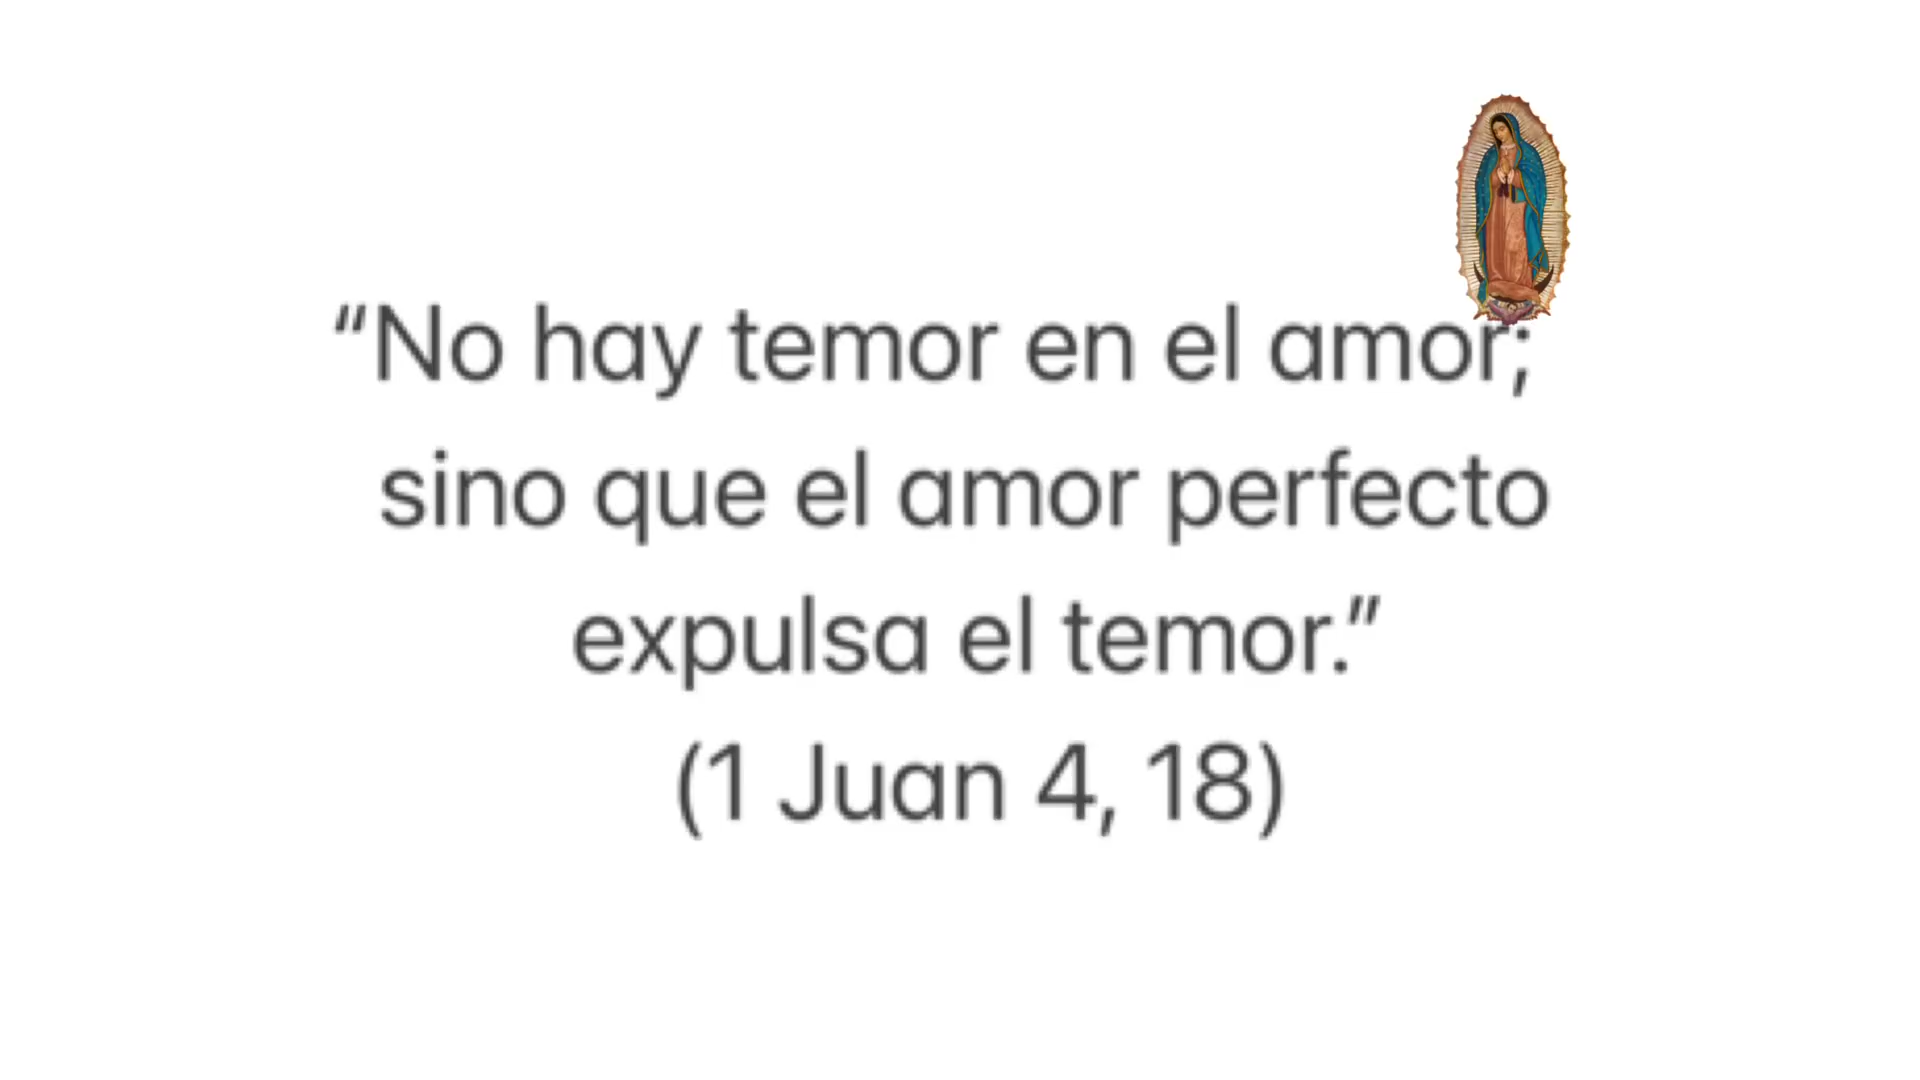 “No hay temor en el amor;
sino que el amor perfecto
expulsa el temor.”
(1 Juan 4, 18)